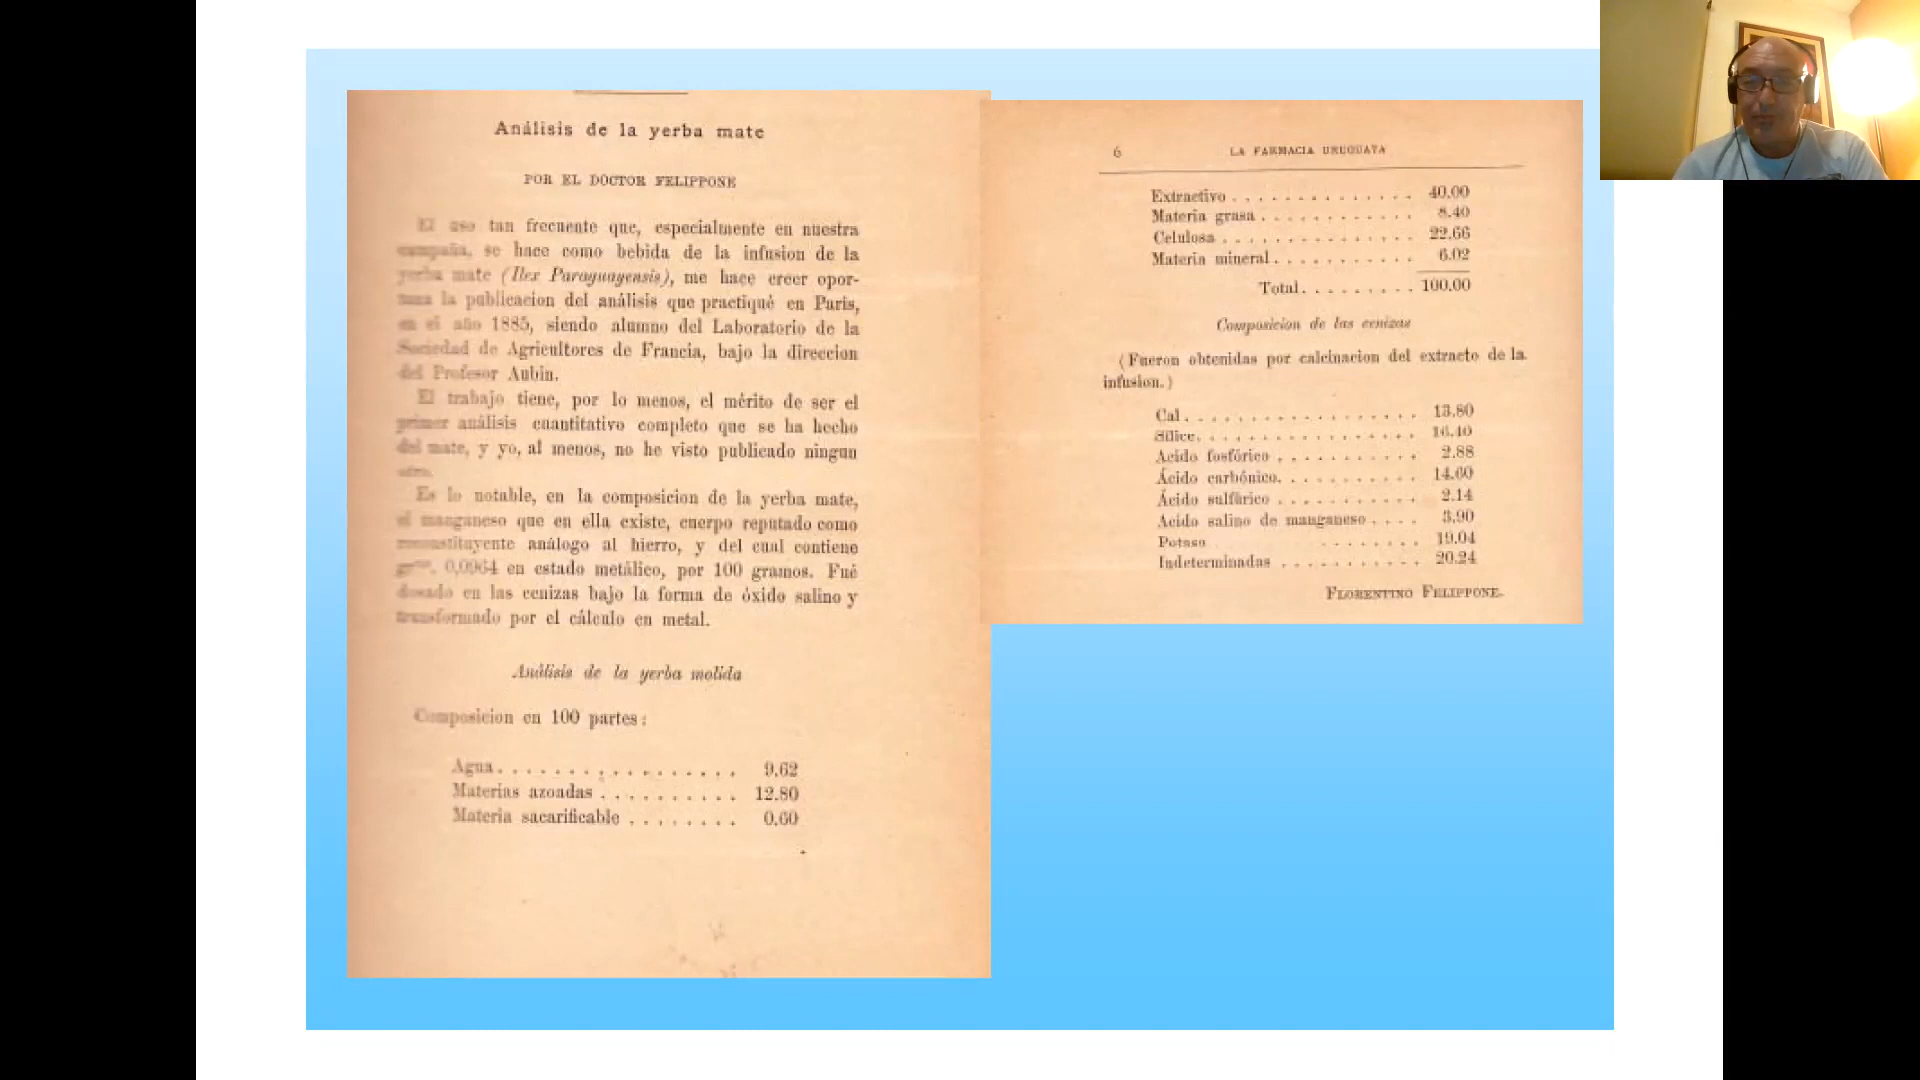 Análisis de la yerba mate
POR EL DOCTOR FELIPPONE
El uso tan frecuente que, especialmente en nuestra
campaña, se hace como bebida de la infusion de la
yerba mate (Ilex Paraguayensis), me hace creer opor-
tuna la publicacion del análisis que practiqué en Paris,
en el año 1885, siendo alumno del Laboratorio de la
Sociedad de Agricultores de Francia, bajo la direccion
del Profesor Aubin.
El trabajo tiene, por lo menos, el mérito de ser el
primer análisis cuantitativo completo que se ha hecho
del mate, y yo, al menos, no he visto publicado ningun
otro.
Es lo notable, en la composicion de la yerba mate,
el manganeso que en ella existe, cuerpo reputado como
reconstituyente análogo al hierro, y del cual contiene
0,0964 en estado metálico, por 100 gramos. Fué
dosado en las cenizas bajo la forma de óxido salino y
transformado por el cálculo en metal.
Análisis de la yerba molida
Composicion en 100 partes:
Agua. . . . . . . . . . . . . . . . . 9.62
Materias azoadas . . . . . . . . . . 12.80
Materia sacarificable . . . . . . . . 0.60
6 LA FARMACIA URUGUAYA
Extractivo . . . . . . . . . . . . . . 40.00
Materia grasa . . . . . . . . . . . . 8.40
Celulosa . . . . . . . . . . . . . . . 22.66
Materia mineral. . . . . . . . . . . 6.02
Total. . . . . . . . . 100.00
Composicion de las cenizas
(Fueron obtenidas por calcinacion del extracto de la
infusion.)
Cal . . . . . . . . . . . . . . . . . . 13.80
Sílice. . . . . . . . . . . . . . . . . 16.40
Acido fosfórico . . . . . . . . . . . 2.88
Ácido carbónico. . . . . . . . . . . 14.60
Ácido sulfúrico . . . . . . . . . . . 2.14
Acido salino de manganeso . . . . 3.90
Potasa . . . . . . . . 19.04
Indeterminadas . . . . . . . . . . . 20.24
FLORENTINO FELIPPONE.